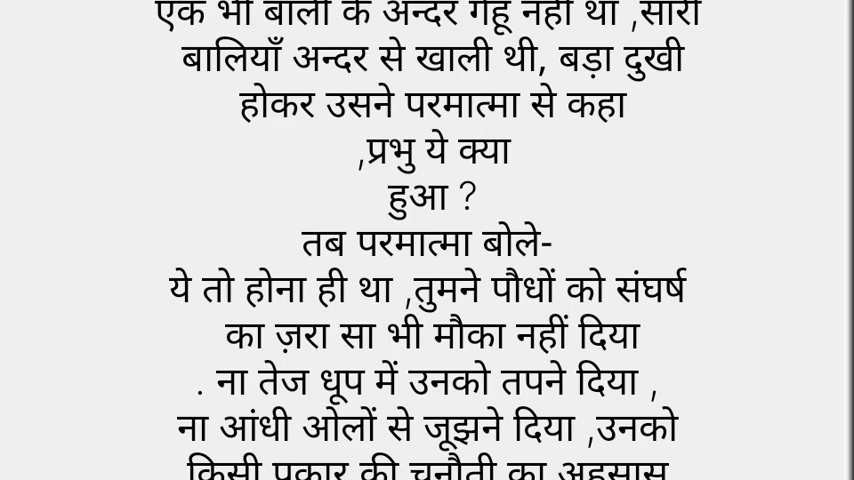 एक भी बाली के अन्दर गेहूं नहीं था ,सारी
बालियाँ अन्दर से खाली थी, बड़ा दुखी
होकर उसने परमात्मा से कहा
,प्रभु ये क्या
हुआ ?
तब परमात्मा बोले-
ये तो होना ही था ,तुमने पौधों को संघर्ष
का ज़रा सा भी मौका नहीं दिया
. ना तेज धूप में उनको तपने दिया ,
ना आंधी ओलों से जूझने दिया ,उनको
किसी प्रकार की चुनौती का अहसास